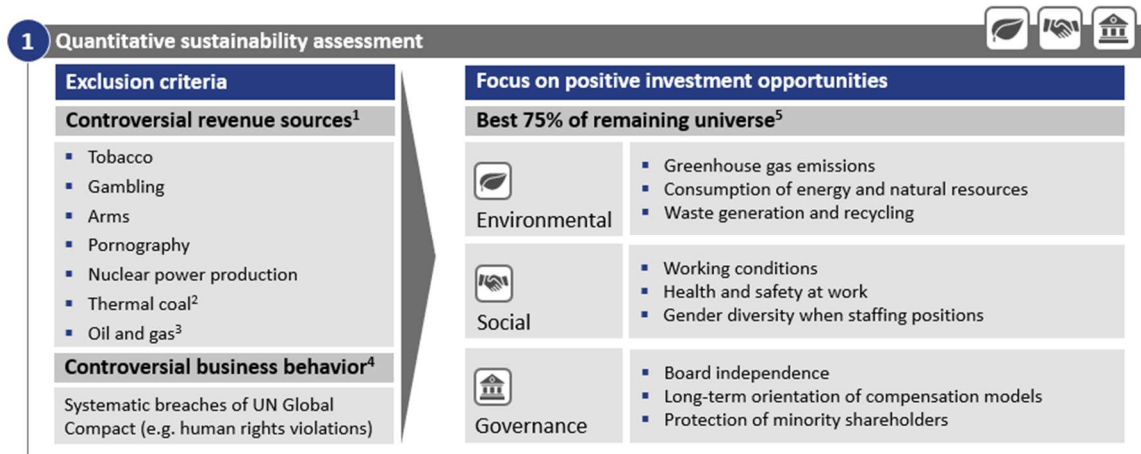 1 Quantitative sustainability assessment
Exclusion criteria
Controversial revenue sources¹
▪ Tobacco
▪ Gambling
▪ Arms
▪ Pornography
▪ Nuclear power production
▪ Thermal coal²
▪ Oil and gas³
Controversial business behavior⁴
Systematic breaches of UN Global
Compact (e.g. human rights violations)
Focus on positive investment opportunities
Best 75% of remaining universe⁵
Environmental
▪ Greenhouse gas emissions
▪ Consumption of energy and natural resources
▪ Waste generation and recycling
Social
▪ Working conditions
▪ Health and safety at work
▪ Gender diversity when staffing positions
Governance
▪ Board independence
▪ Long-term orientation of compensation models
▪ Protection of minority shareholders